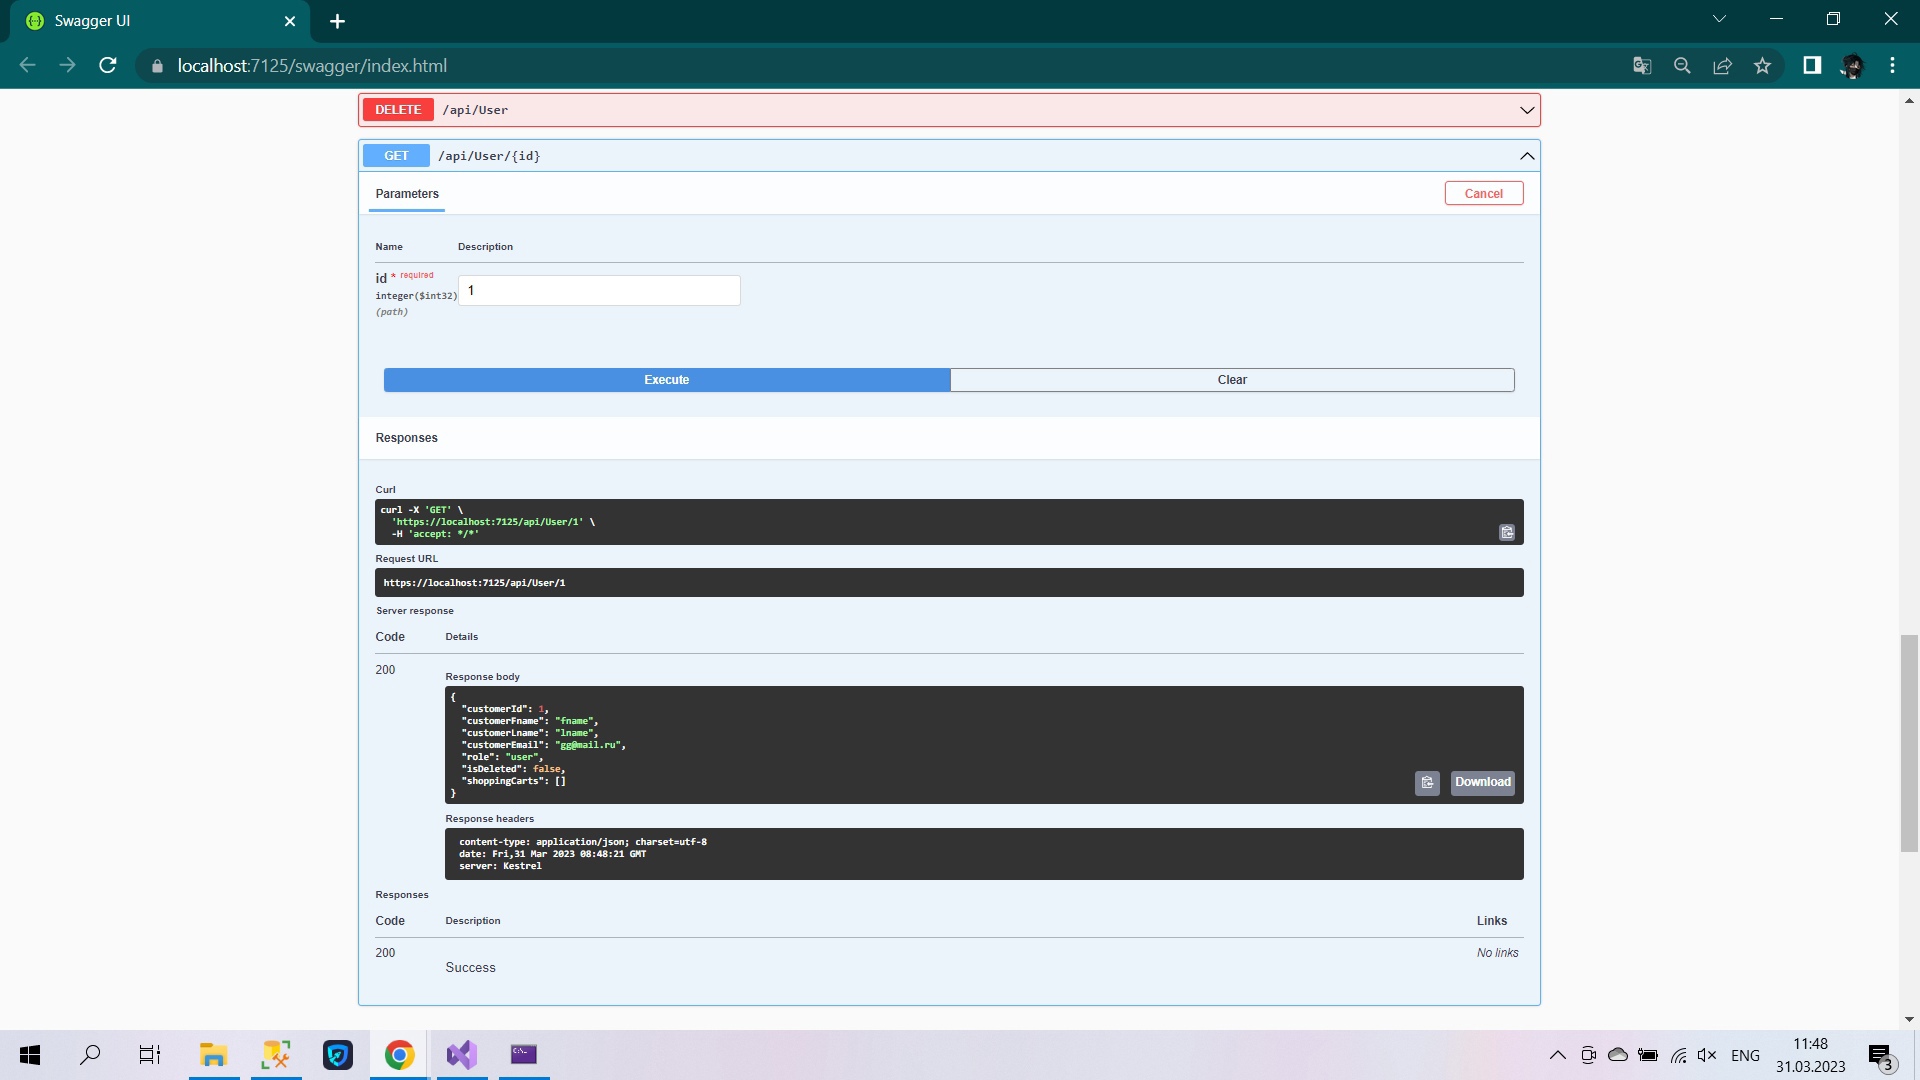 Swagger UI
localhost:7125/swagger/index.html
DELETE /api/User
GET /api/User/{id}
Parameters
Cancel
Name Description
id * required
integer($int32)
(path)
1
Execute
Clear
Responses
Curl
curl -X 'GET' \
'https://localhost:7125/api/User/1' \
-H 'accept: */*'
Request URL
https://localhost:7125/api/User/1
Server response
Code Details
200
Response body
{
"customerId": 1,
"customerFname": "fname",
"customerLname": "lname",
"customerEmail": "gg@mail.ru",
"role": "user",
"isDeleted": false,
"shoppingCarts": []
}
Download
Response headers
content-type: application/json; charset=utf-8
date: Fri,31 Mar 2023 08:48:21 GMT
server: Kestrel
Responses
Code Description Links
200
Success
No links
ENG
11:48
31.03.2023
3